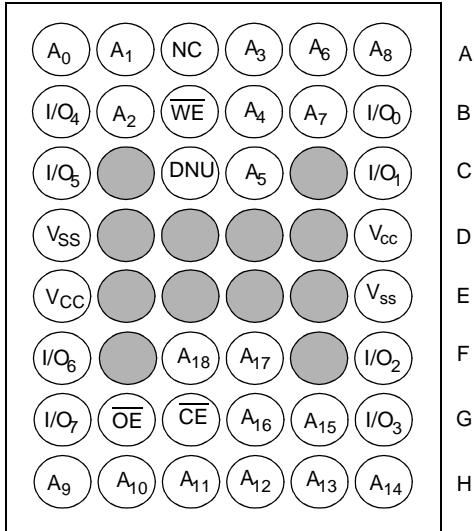 A0 A1 NC A3 A6 A8 A
I/O4 A2 WE A4 A7 I/O0 B
I/O5 DNU A5 I/O1 C
VSS Vcc D
VCC Vss E
I/O6 A18 A17 I/O2 F
I/O7 OE CE A16 A15 I/O3 G
A9 A10 A11 A12 A13 A14 H